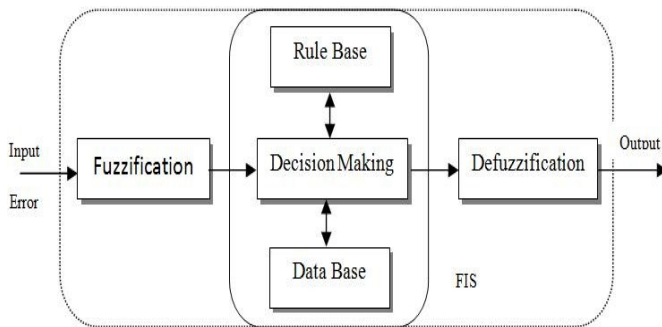 Rule Base
Input
Error
Fuzzification
Decision Making
Defuzzification
Output
Data Base
FIS